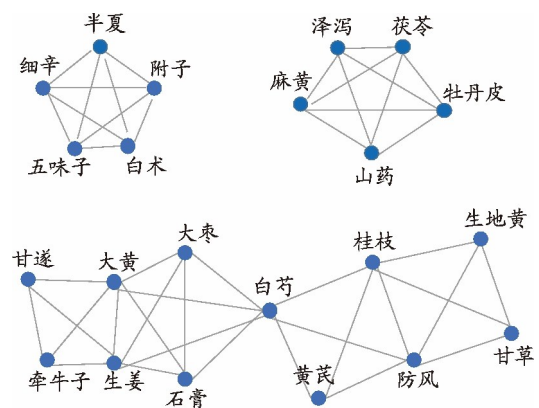 半夏
细辛
附子
五味子
白术
泽泻
茯苓
麻黄
牡丹皮
山药
甘遂
大黄
大枣
白芍
桂枝
生地黄
牵牛子
生姜
石膏
黄芪
防风
甘草